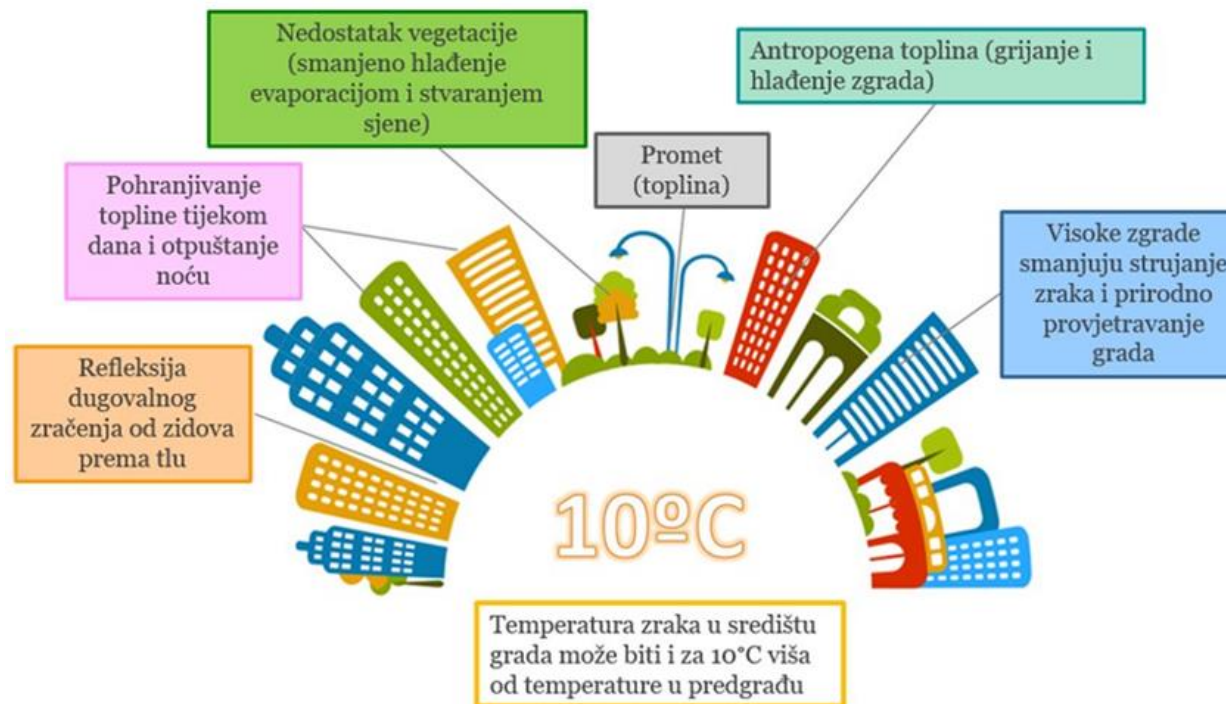 Nedostatak vegetacije
(smanjeno hlađenje
evaporacijom i stvaranjem
sjene)
Antropogena toplina (grijanje i
hlađenje zgrada)
Promet
(toplina)
Pohranjivanje
topline tijekom
dana i otpuštanje
noću
Visoke zgrade
smanjuju strujanje
zraka i prirodno
provjetravanje
grada
Refleksija
dugovalnog
zračenja od zidova
prema tlu
10ºC
Temperatura zraka u središtu
grada može biti i za 10°C viša
od temperature u predgrađu